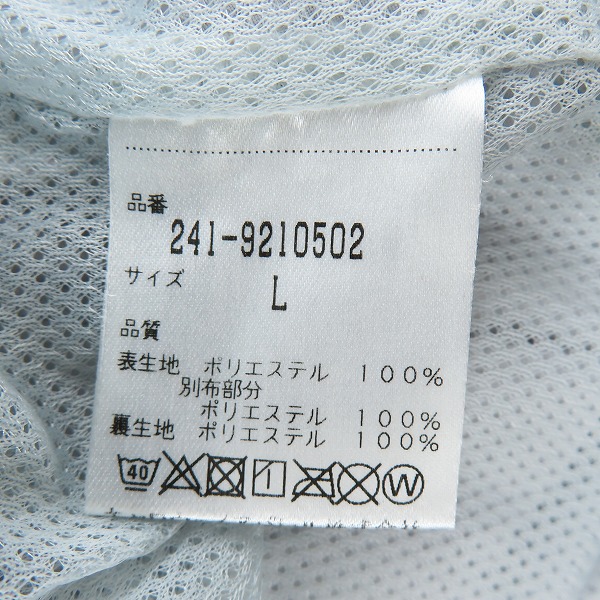 品番
241-9210502
サイズ
L
品質
表生地 ポリエステル 100%
別布部分
ポリエステル 100%
裏生地 ポリエステル 100%
40 W